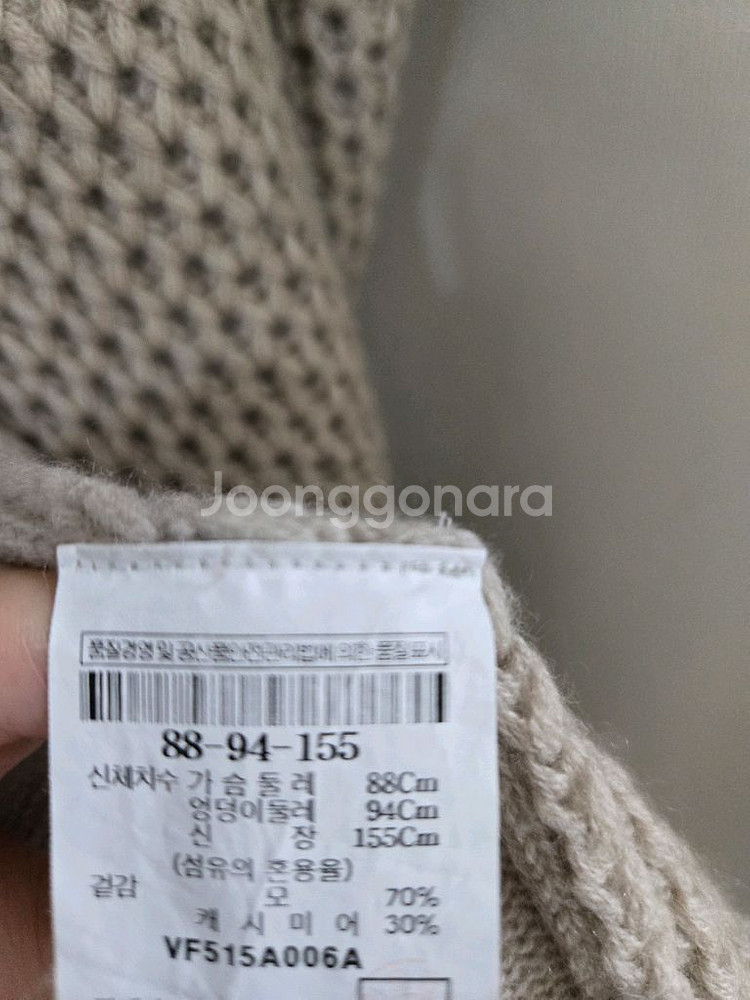 Joonggonara
품질경영 및 공산품안전관리법에 의한 품질표시
88-94-155
신체치수 가슴둘레 88Cm
엉덩이둘레 94Cm
신장 155Cm
(섬유의 혼용율)
겉감 모 70%
캐시미어 30%
VF515A006A